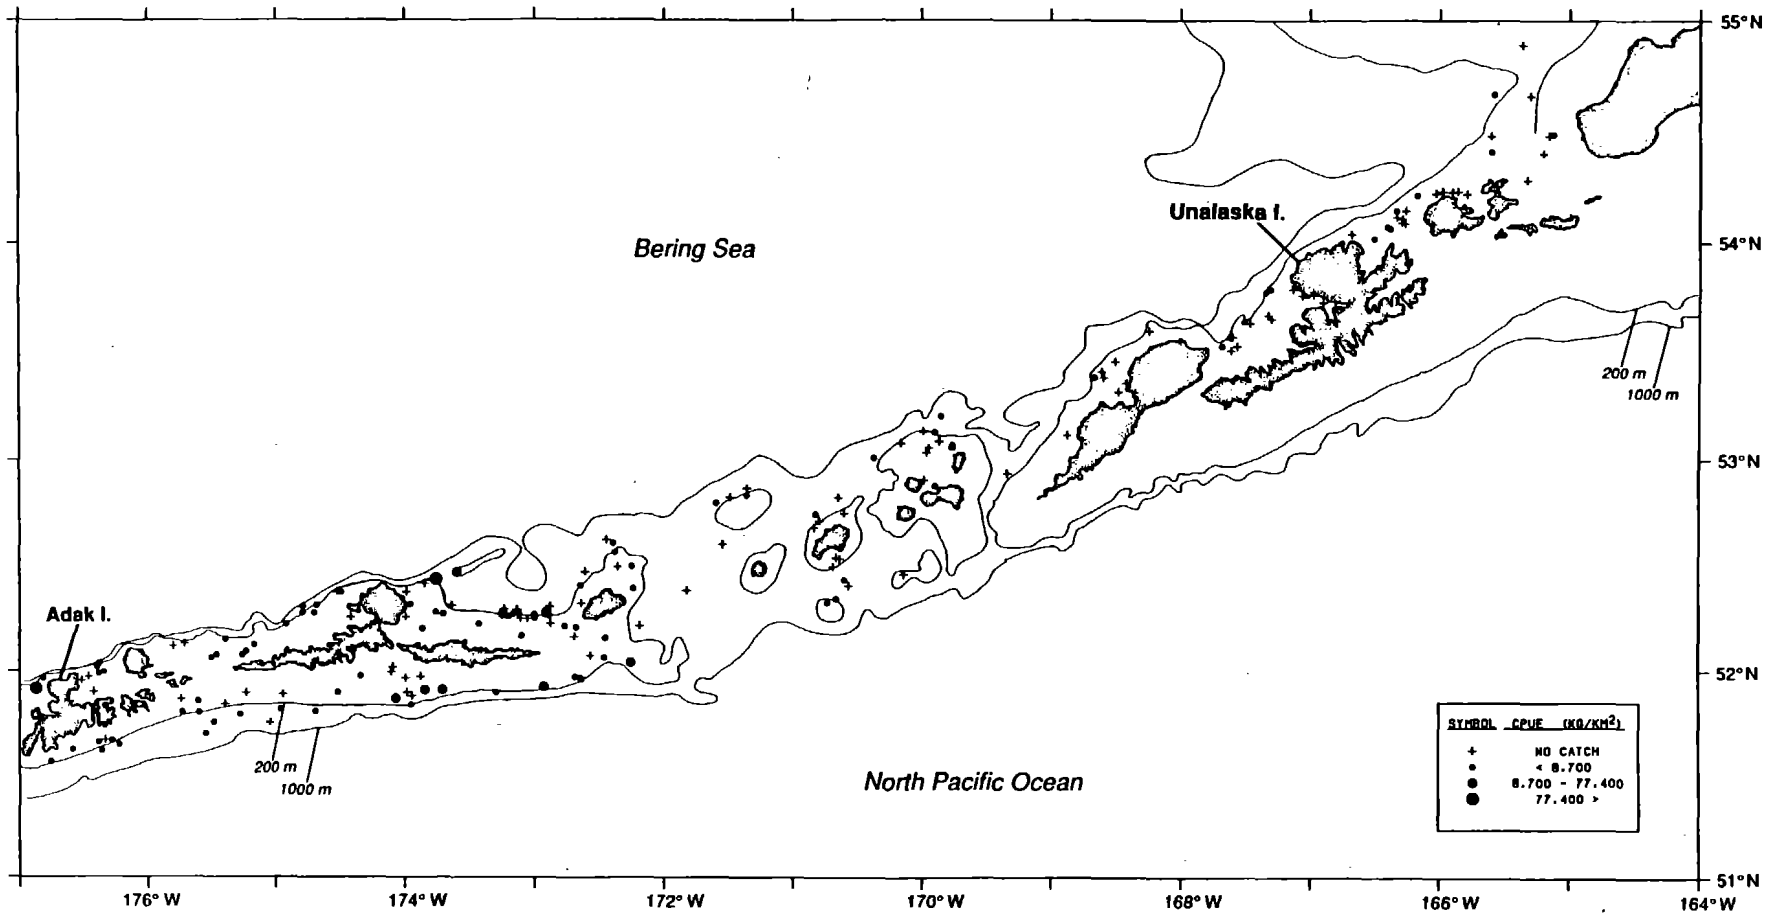 55°N
Unalaska I.
Bering Sea
54°N
200 m
1000 m
53°N
Adak I.
52°N
SYMBOL CPUE (KG/KM²)
+ NO CATCH
< 8.700
8.700 - 77.400
77.400 >
200 m
1000 m
North Pacific Ocean
51°N
176°W 174°W 172°W 170°W 168°W 166°W 164°W